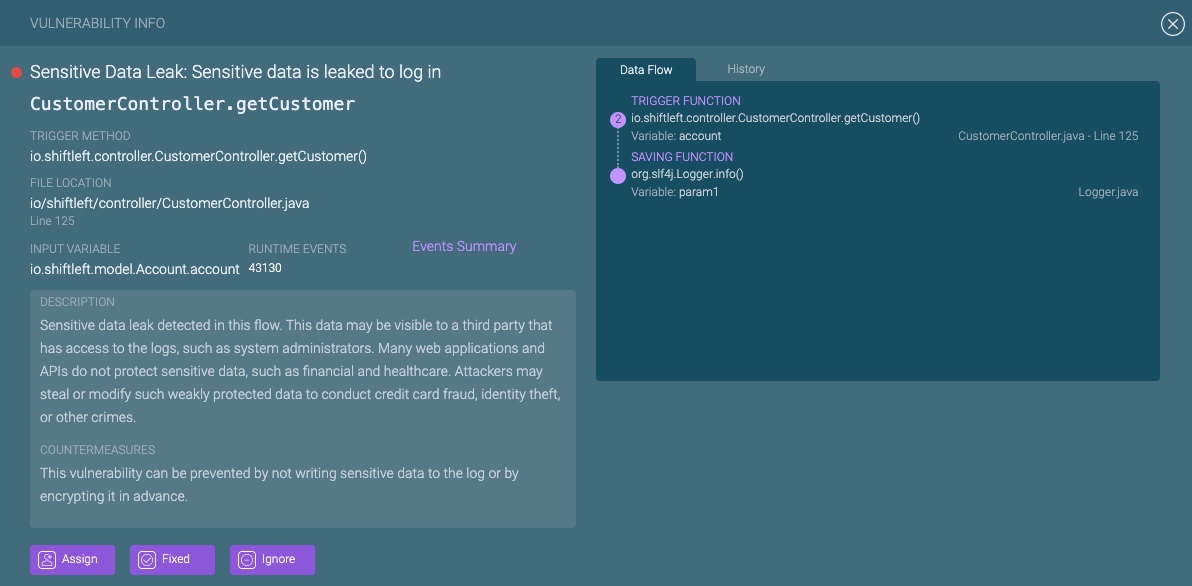 VULNERABILITY INFO
Sensitive Data Leak: Sensitive data is leaked to log in
CustomerController.getCustomer
TRIGGER METHOD
io.shiftleft.controller.CustomerController.getCustomer()
FILE LOCATION
io/shiftleft/controller/CustomerController.java
Line 125
INPUT VARIABLE
io.shiftleft.model.Account.account
RUNTIME EVENTS
43130
Events Summary
DESCRIPTION
Sensitive data leak detected in this flow. This data may be visible to a third party that
has access to the logs, such as system administrators. Many web applications and
APIs do not protect sensitive data, such as financial and healthcare. Attackers may
steal or modify such weakly protected data to conduct credit card fraud, identity theft,
or other crimes.
COUNTERMEASURES
This vulnerability can be prevented by not writing sensitive data to the log or by
encrypting it in advance.
Assign
Fixed
Ignore
Data Flow
History
TRIGGER FUNCTION
2
io.shiftleft.controller.CustomerController.getCustomer()
Variable: account
CustomerController.java - Line 125
SAVING FUNCTION
org.slf4j.Logger.info()
Variable: param1
Logger.java